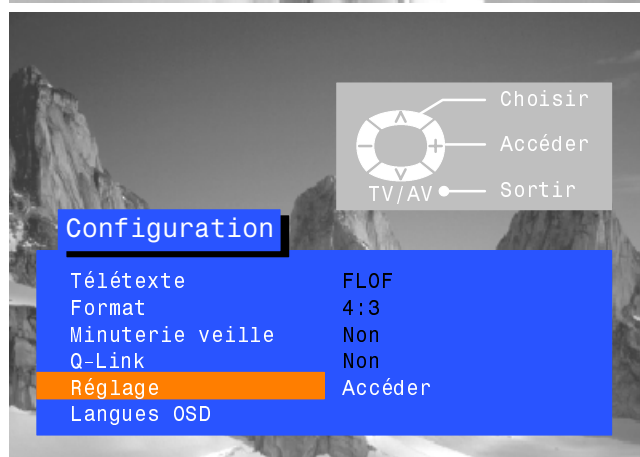 Choisir
Accéder
TV/AV Sortir
Configuration
Télétexte FLOF
Format 4:3
Minuterie veille Non
Q-Link Non
Réglage Accéder
Langues OSD